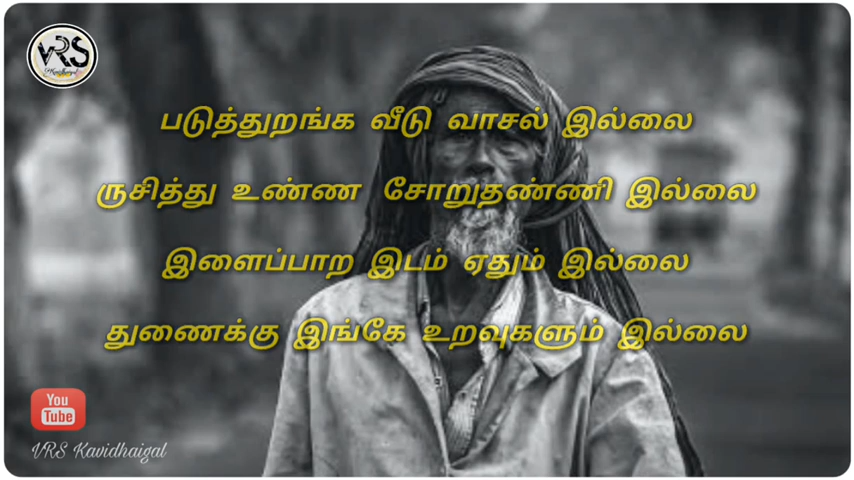 VRS
Kavidhaigal
படுத்துறங்க வீடு வாசல் இல்லை
ருசித்து உண்ண சோறுதண்ணி இல்லை
இளைப்பாற இடம் ஏதும் இல்லை
துணைக்கு இங்கே உறவுகளும் இல்லை
You
Tube
VRS Kavidhaigal